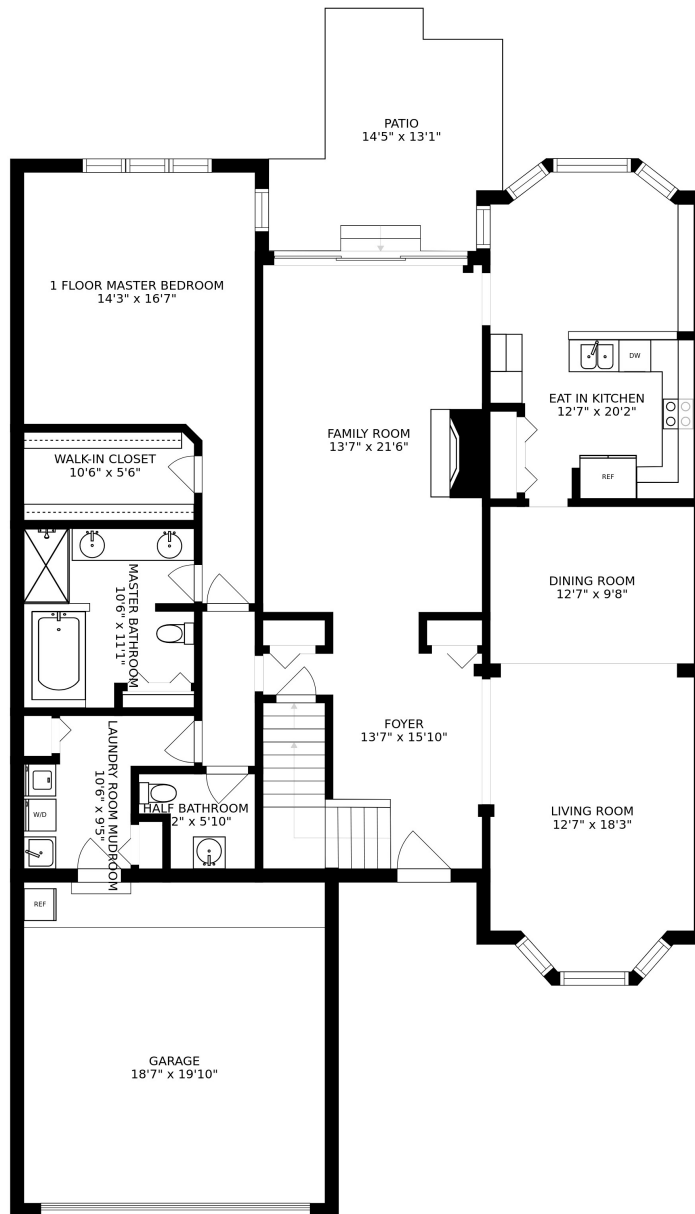 PATIO
14'5" x 13'1"
1 FLOOR MASTER BEDROOM
14'3" x 16'7"
DW
EAT IN KITCHEN
12'7" x 20'2"
FAMILY ROOM
13'7" x 21'6"
WALK-IN CLOSET
10'6" x 5'6"
REF
MASTER BATHROOM
10'6" x 11'1"
DINING ROOM
12'7" x 9'8"
FOYER
13'7" x 15'10"
LAUNDRY ROOM MUDROOM
10'6" x 9'5"
HALF BATHROOM
2" x 5'10"
W/D
LIVING ROOM
12'7" x 18'3"
REF
GARAGE
18'7" x 19'10"